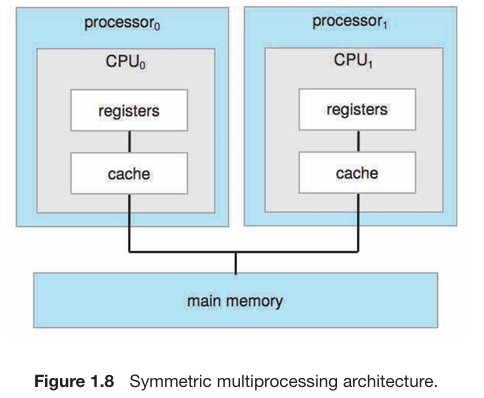 processor₀
processor₁
CPU₀
CPU₁
registers
registers
cache
cache
main memory
Figure 1.8 Symmetric multiprocessing architecture.